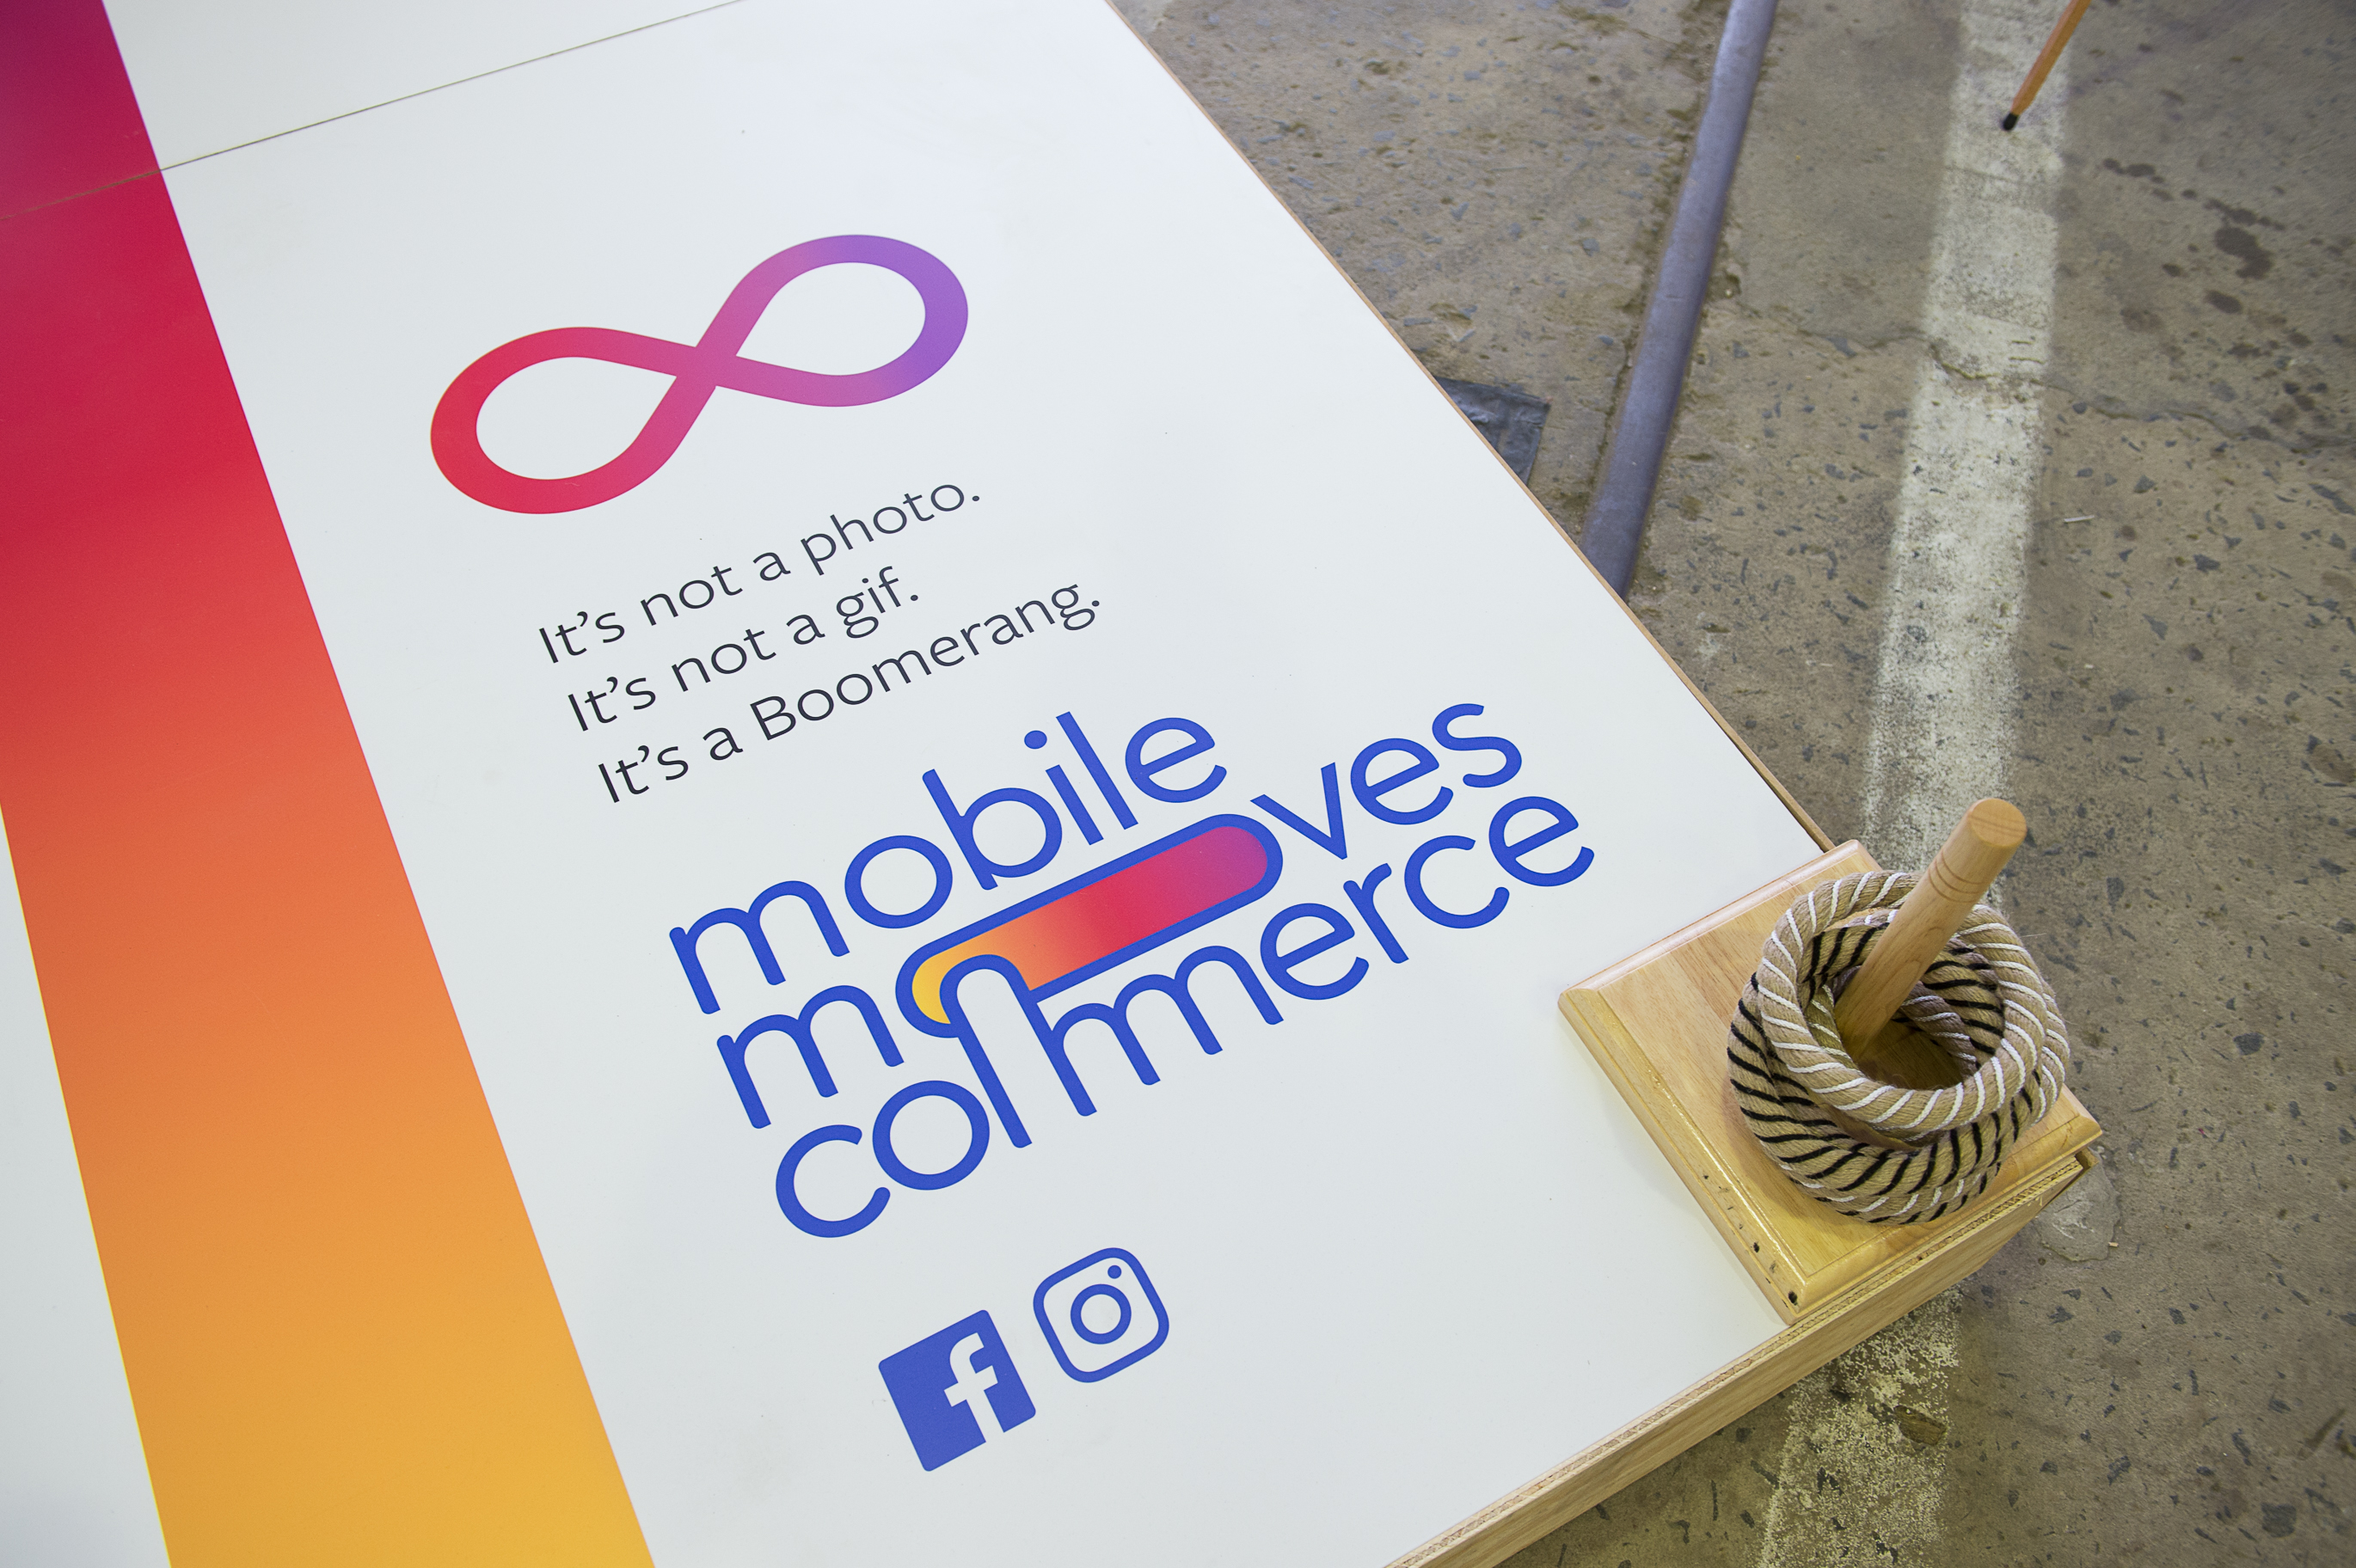 It's not a photo.
It's not a gif.
It's a Boomerang.
mobile
moves
commerce
f